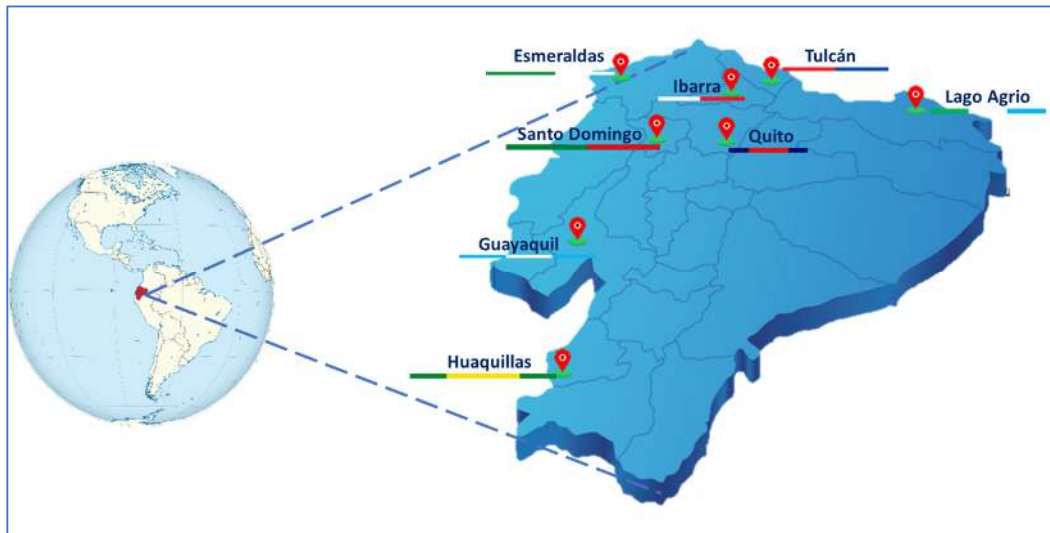 Esmeraldas
Tulcán
Ibarra
Lago Agrio
Santo Domingo
Quito
Guayaquil
Huaquillas